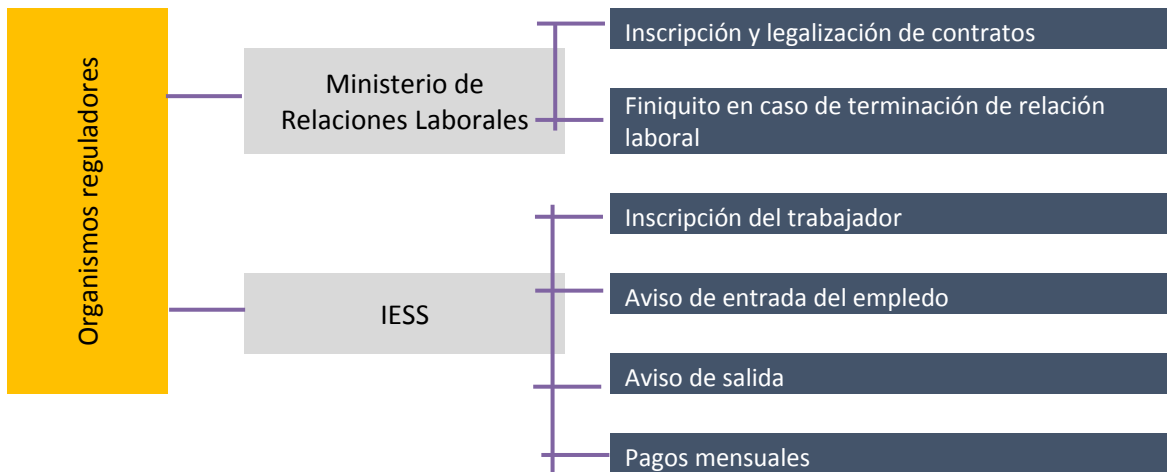 Organismos reguladores
Ministerio de
Relaciones Laborales
Inscripción y legalización de contratos
Finiquito en caso de terminación de relación
laboral
IESS
Inscripción del trabajador
Aviso de entrada del empledo
Aviso de salida
Pagos mensuales